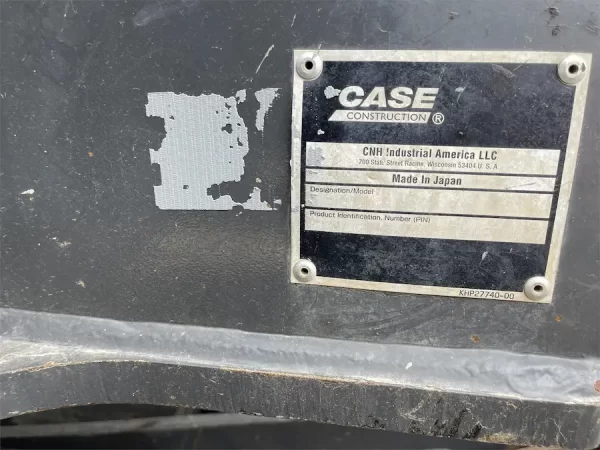 CASE
CONSTRUCTION ®
CNH Industrial America LLC
700 State Street Racine, Wisconsin 53404 U. S. A
Made In Japan
Designation/Model
Product Identification, Number (PIN)
KHP27740-00